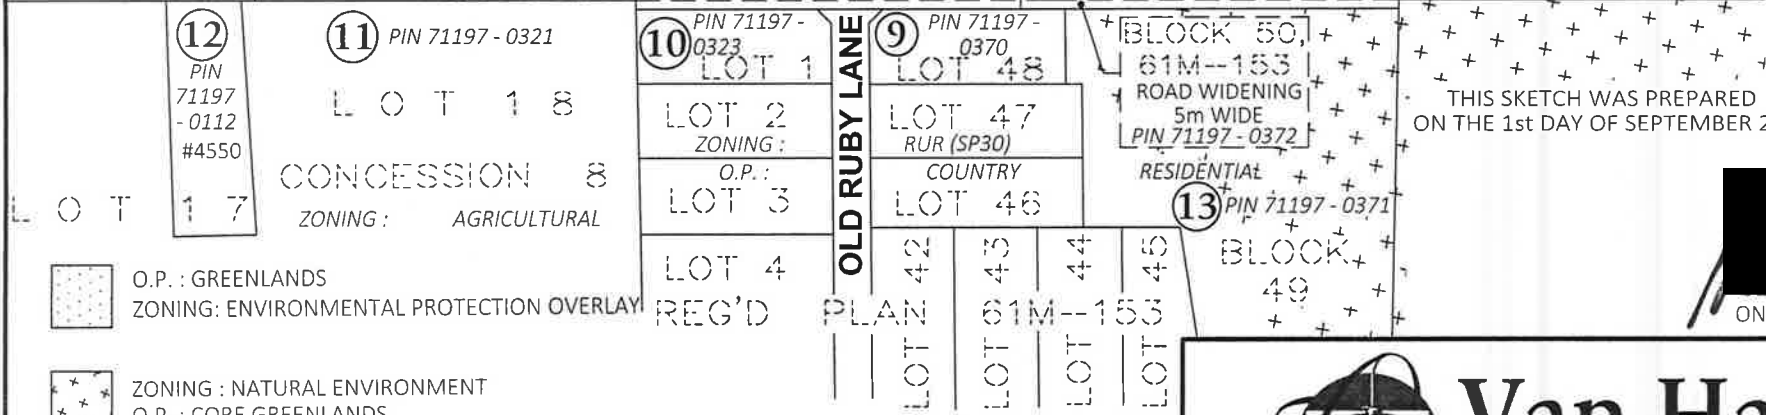 12
PIN
71197
- 0112
#4550
LOT 17
11 PIN 71197 - 0321
LOT 18
CONCESSION 8
ZONING : AGRICULTURAL
10 PIN 71197 -
0323
LOT 1
LOT 2
ZONING :
O.P. :
LOT 3
LOT 4
OLD RUBY LANE
9 PIN 71197 -
0370
LOT 48
LOT 47
RUR (SP30)
COUNTRY
LOT 46
LOT 42
LOT 43
LOT 44
LOT 45
REG'D PLAN 61M--153
BLOCK 50,
61M--153
ROAD WIDENING
5m WIDE
PIN 71197 - 0372
RESIDENTIAL
13 PIN 71197 - 0371
BLOCK
49
THIS SKETCH WAS PREPARED
ON THE 1st DAY OF SEPTEMBER 2
ON
O.P. : GREENLANDS
ZONING: ENVIRONMENTAL PROTECTION OVERLAY
ZONING : NATURAL ENVIRONMENT
O.P. : CORE GREENLANDS
Van Ha